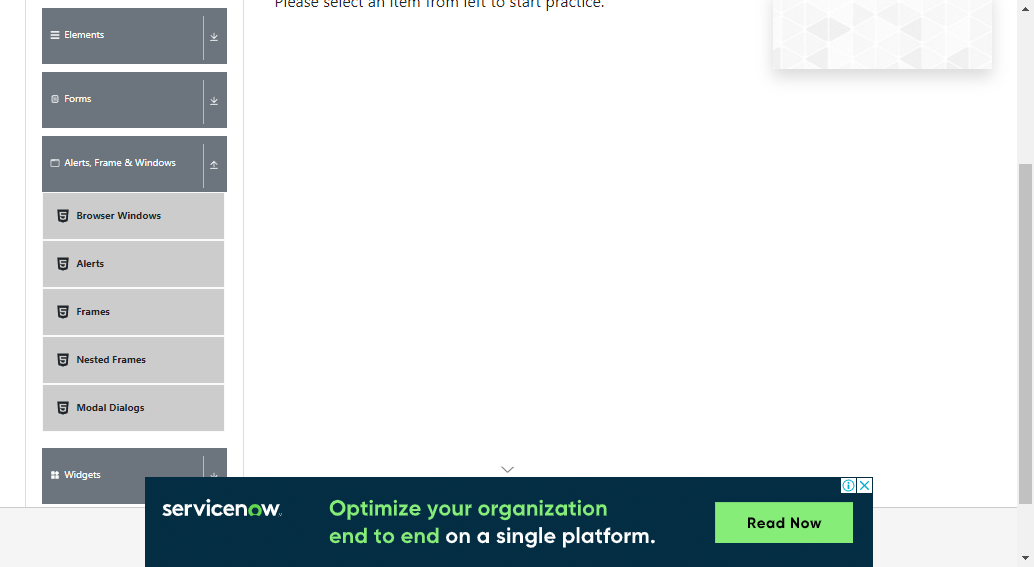 Please select an item from left to start practice.
Elements
Forms
Alerts, Frame & Windows
Browser Windows
Alerts
Frames
Nested Frames
Modal Dialogs
Widgets
servicenow.
Optimize your organization
end to end on a single platform.
Read Now